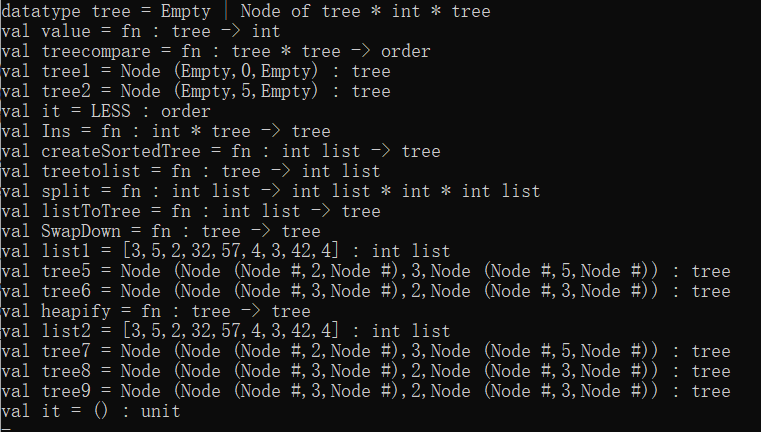 datatype tree = Empty | Node of tree * int * tree
val value = fn : tree -> int
val treecompare = fn : tree * tree -> order
val tree1 = Node (Empty,0,Empty) : tree
val tree2 = Node (Empty,5,Empty) : tree
val it = LESS : order
val Ins = fn : int * tree -> tree
val createSortedTree = fn : int list -> tree
val treetolist = fn : tree -> int list
val split = fn : int list -> int list * int * int list
val listToTree = fn : int list -> tree
val SwapDown = fn : tree -> tree
val list1 = [3,5,2,32,57,4,3,42,4] : int list
val tree5 = Node (Node (Node #,2,Node #),3,Node (Node #,5,Node #)) : tree
val tree6 = Node (Node (Node #,3,Node #),2,Node (Node #,3,Node #)) : tree
val heapify = fn : tree -> tree
val list2 = [3,5,2,32,57,4,3,42,4] : int list
val tree7 = Node (Node (Node #,2,Node #),3,Node (Node #,5,Node #)) : tree
val tree8 = Node (Node (Node #,3,Node #),2,Node (Node #,3,Node #)) : tree
val tree9 = Node (Node (Node #,3,Node #),2,Node (Node #,3,Node #)) : tree
val it = () : unit